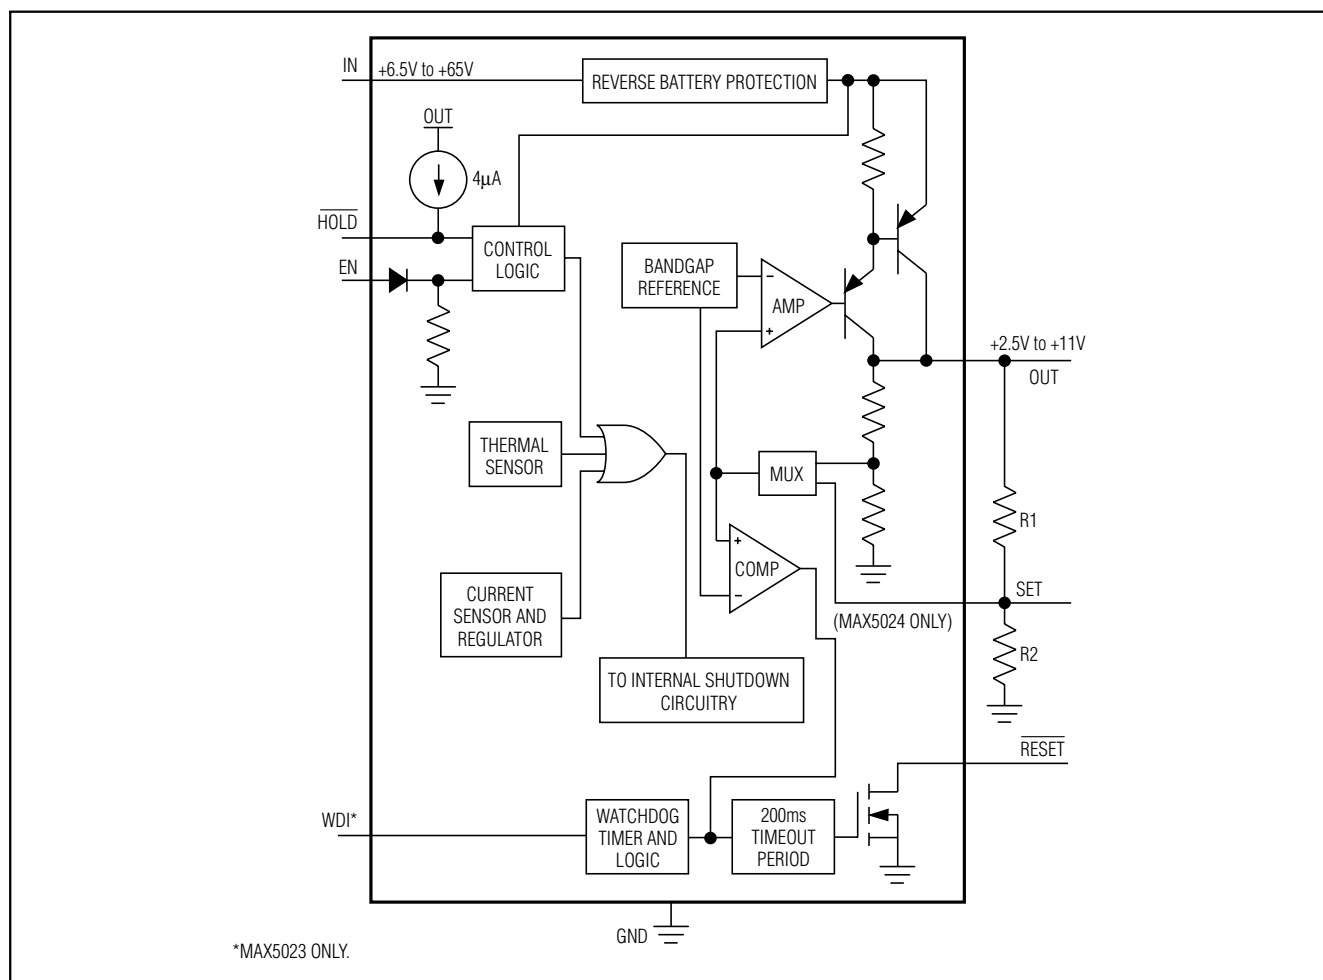 IN
+6.5V to +65V
REVERSE BATTERY PROTECTION
OUT
4µA
HOLD
EN
CONTROL
LOGIC
BANDGAP
REFERENCE
−
AMP
+
+2.5V to +11V
OUT
THERMAL
SENSOR
MUX
R1
+
COMP
−
CURRENT
SENSOR AND
REGULATOR
SET
(MAX5024 ONLY)
R2
TO INTERNAL SHUTDOWN
CIRCUITRY
RESET
WDI*
WATCHDOG
TIMER AND
LOGIC
200ms
TIMEOUT
PERIOD
GND
*MAX5023 ONLY.